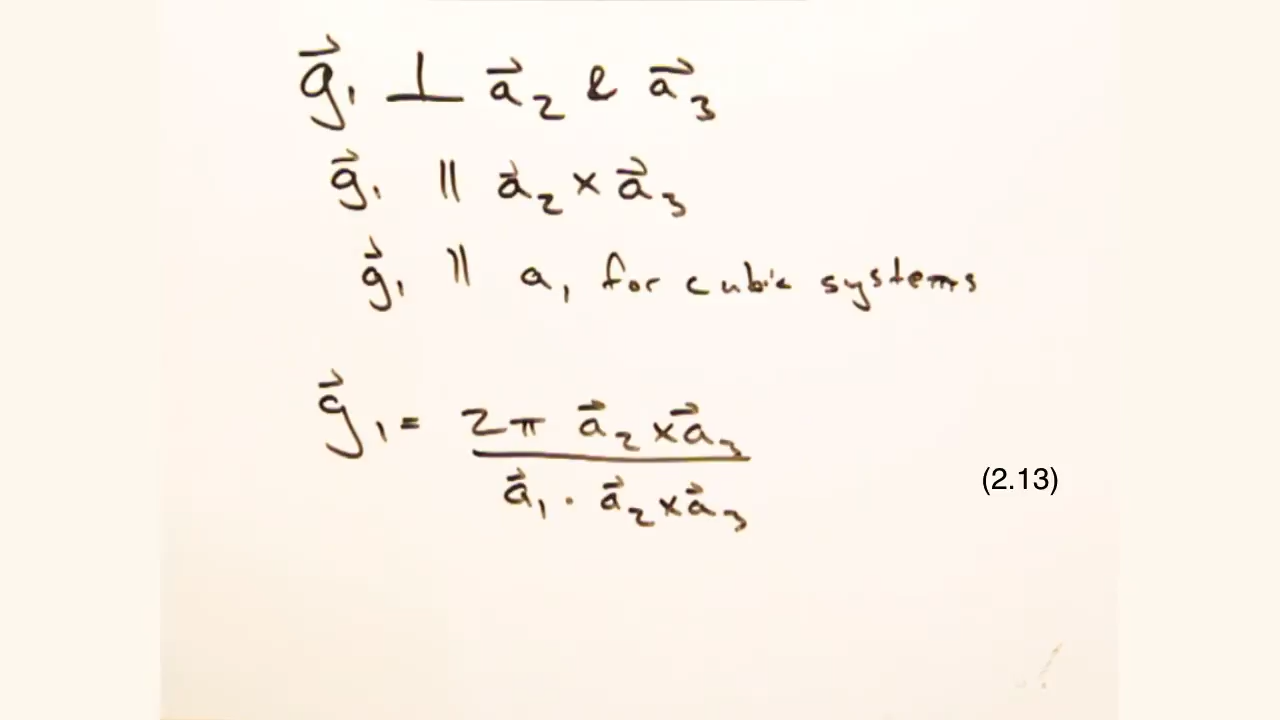 g⃗₁ ⊥ a⃗₂ & a⃗₃
g⃗₁ ∥ a⃗₂ × a⃗₃
g⃗₁ ∥ a₁ for cubic systems
g⃗₁ = 2π a⃗₂ × a⃗₃
a⃗₁ · a⃗₂ × a⃗₃
(2.13)